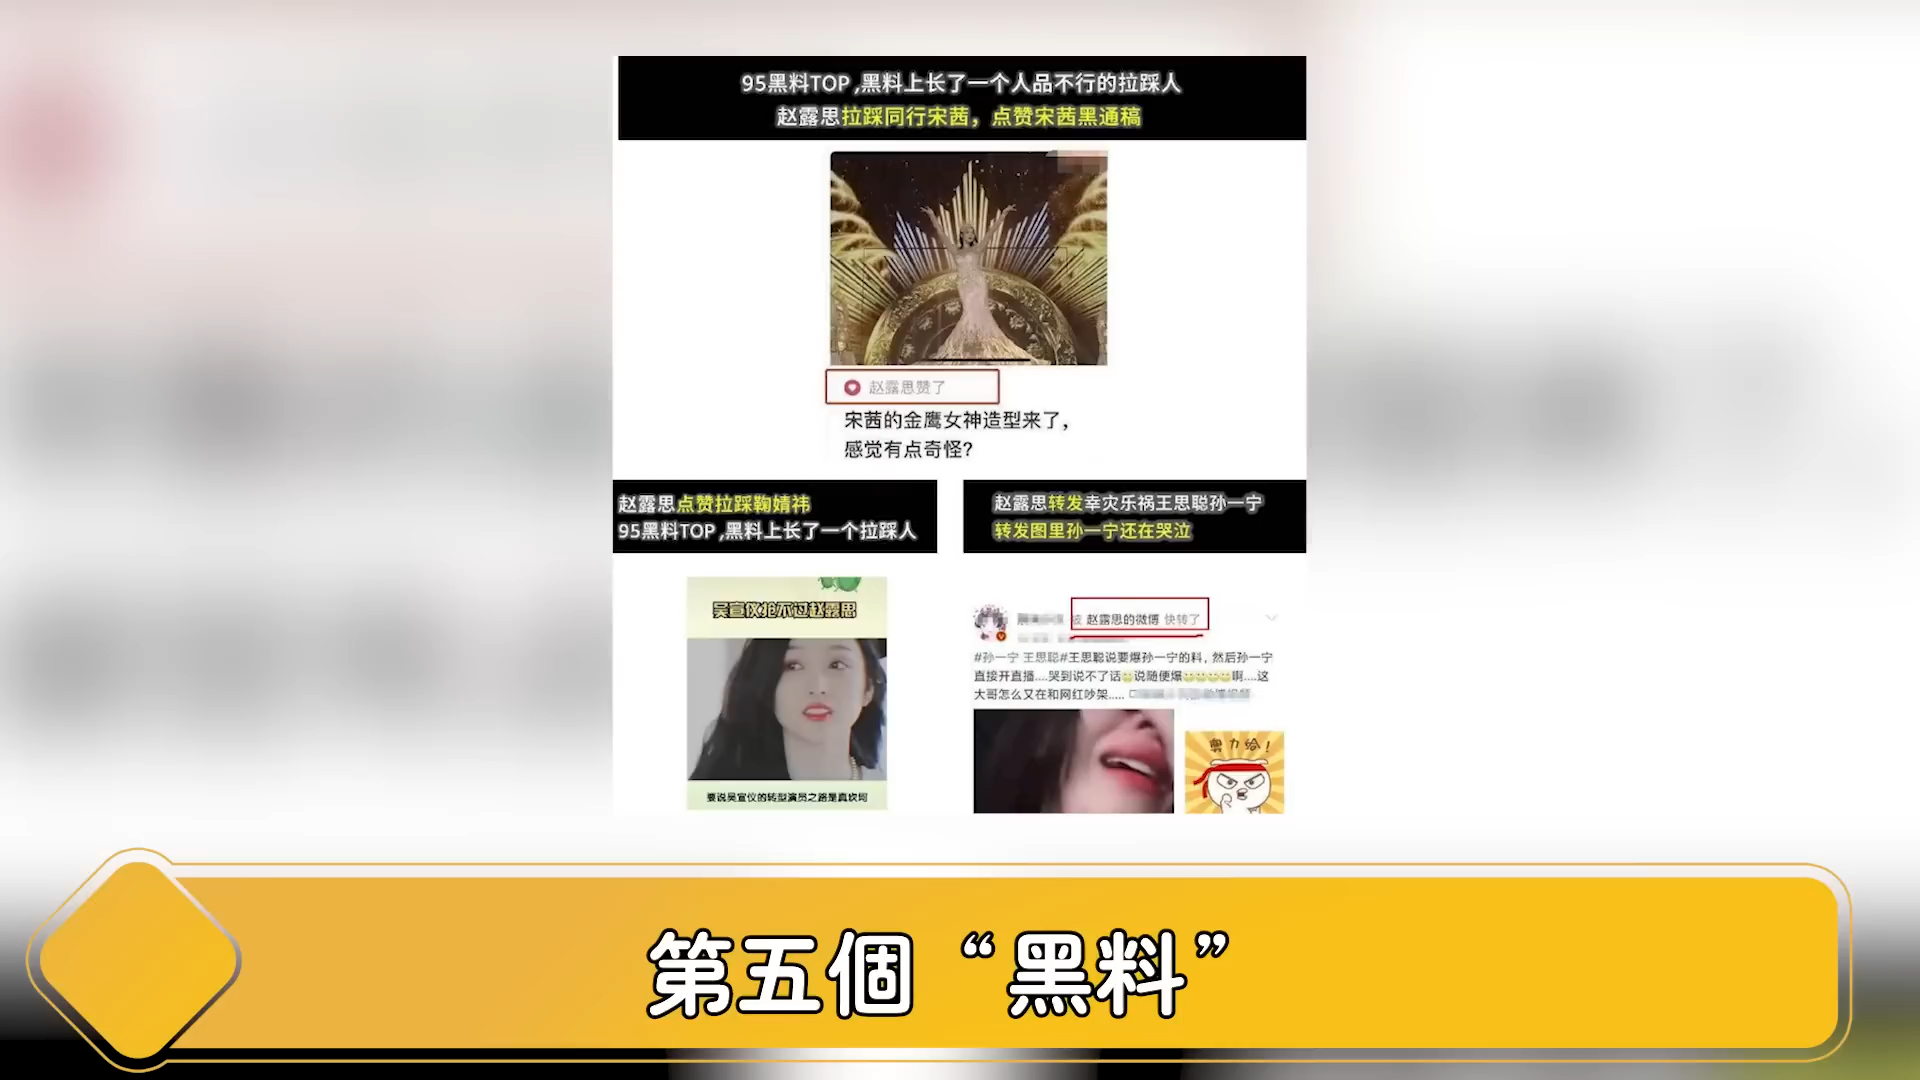 95黑料TOP,黑料上长了一个人品不行的拉踩人
赵露思拉踩同行宋茜，点赞宋茜黑通稿
赵露思赞了
宋茜的金鹰女神造型来了，
感觉有点奇怪?
赵露思点赞拉踩鞠婧祎
95黑料TOP,黑料上长了一个拉踩人
赵露思转发幸灾乐祸王思聪孙一宁
转发图里孙一宁还在哭泣
吴宣仪抢不过赵露思
要说吴宣仪的转型演员之路是真坎坷
赵露思的微博 快转了
#孙一宁 王思聪#王思聪说要爆孙一宁的料，然后孙一宁
直接开直播....哭到说不了话说随便爆啊....这
大哥怎么又在和网红吵架.....
奥力给!
第五個“黑料”